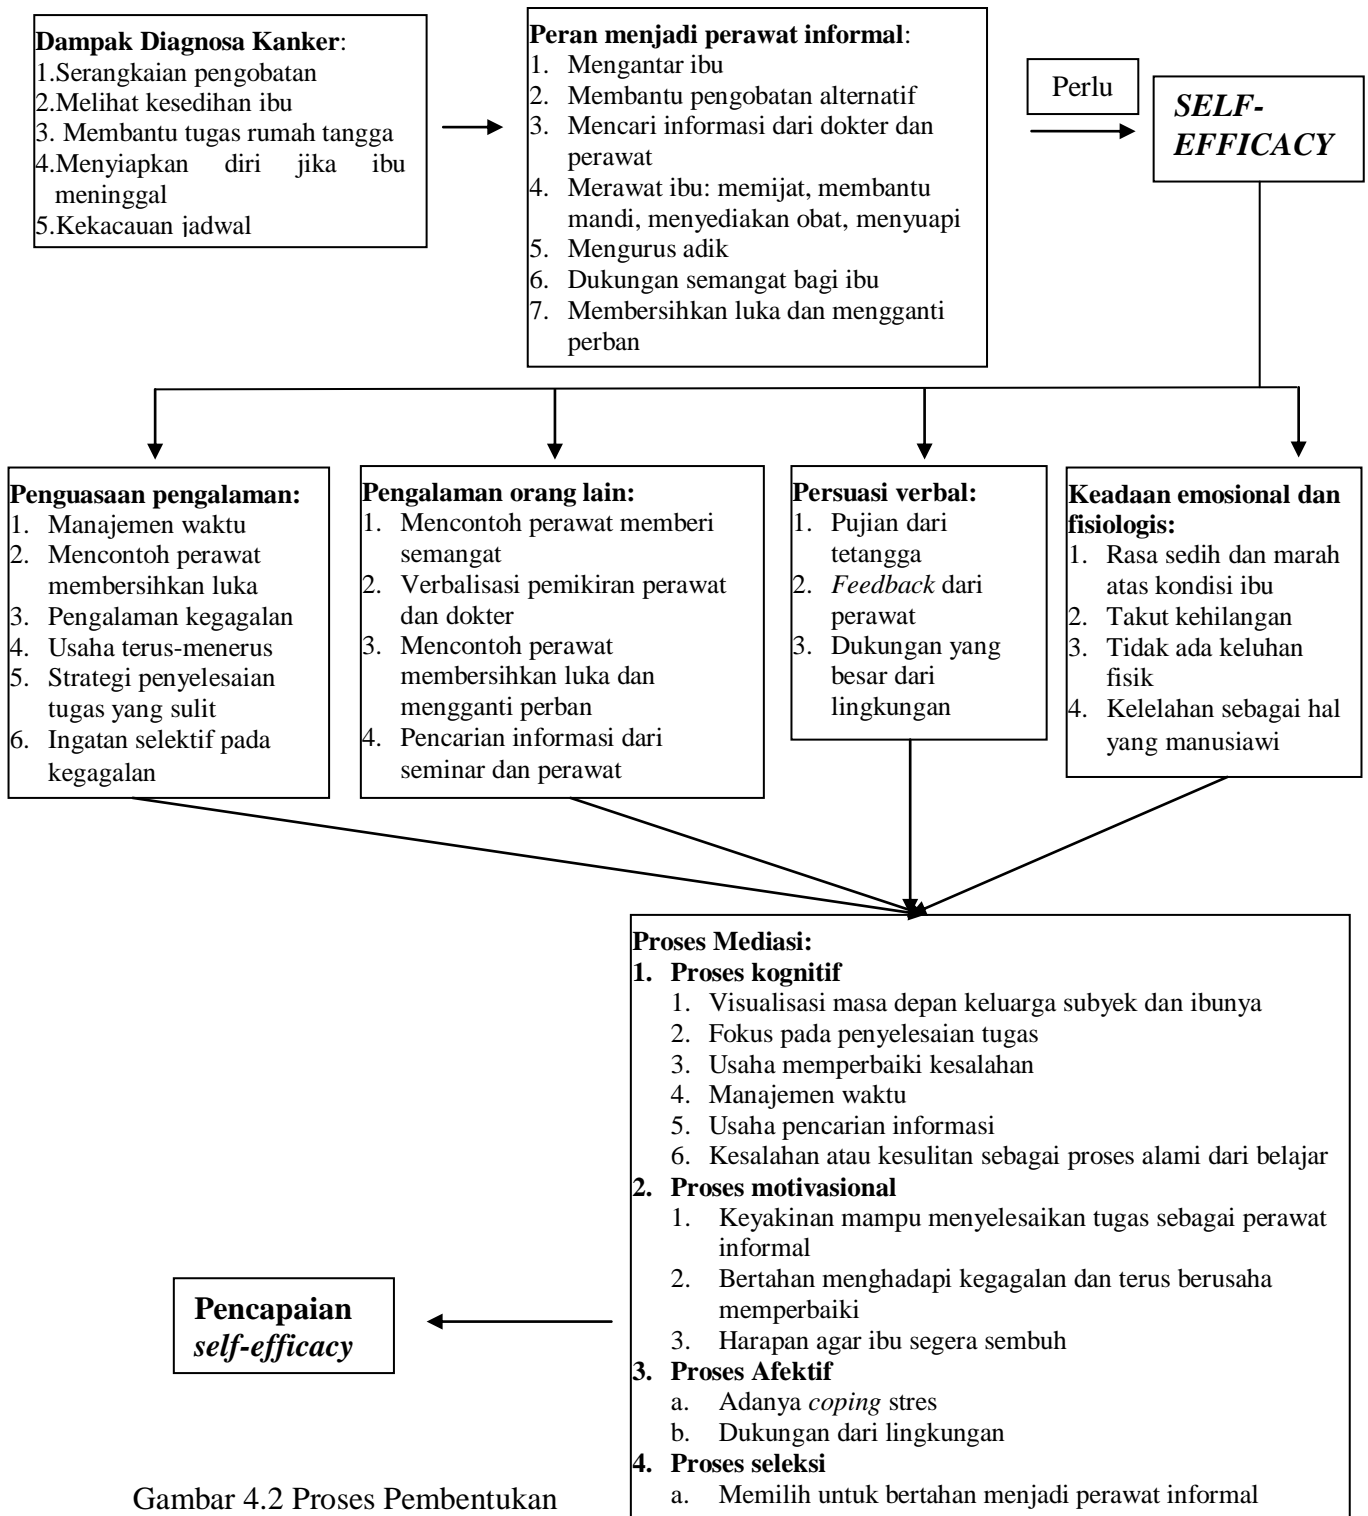 Dampak Diagnosa Kanker:
1.Serangkaian pengobatan
2.Melihat kesedihan ibu
3. Membantu tugas rumah tangga
4.Menyiapkan diri jika ibu
meninggal
5.Kekacauan jadwal
Peran menjadi perawat informal:
1. Mengantar ibu
2. Membantu pengobatan alternatif
3. Mencari informasi dari dokter dan
perawat
4. Merawat ibu: memijat, membantu
mandi, menyediakan obat, menyuapi
5. Mengurus adik
6. Dukungan semangat bagi ibu
7. Membersihkan luka dan mengganti
perban
Perlu
SELF-
EFFICACY
Penguasaan pengalaman:
1. Manajemen waktu
2. Mencontoh perawat
membersihkan luka
3. Pengalaman kegagalan
4. Usaha terus-menerus
5. Strategi penyelesaian
tugas yang sulit
6. Ingatan selektif pada
kegagalan
Pengalaman orang lain:
1. Mencontoh perawat memberi
semangat
2. Verbalisasi pemikiran perawat
dan dokter
3. Mencontoh perawat
membersihkan luka dan
mengganti perban
4. Pencarian informasi dari
seminar dan perawat
Persuasi verbal:
1. Pujian dari
tetangga
2. Feedback dari
perawat
3. Dukungan yang
besar dari
lingkungan
Keadaan emosional dan
fisiologis:
1. Rasa sedih dan marah
atas kondisi ibu
2. Takut kehilangan
3. Tidak ada keluhan
fisik
4. Kelelahan sebagai hal
yang manusiawi
Proses Mediasi:
1. Proses kognitif
1. Visualisasi masa depan keluarga subyek dan ibunya
2. Fokus pada penyelesaian tugas
3. Usaha memperbaiki kesalahan
4. Manajemen waktu
5. Usaha pencarian informasi
6. Kesalahan atau kesulitan sebagai proses alami dari belajar
2. Proses motivasional
1. Keyakinan mampu menyelesaikan tugas sebagai perawat
informal
2. Bertahan menghadapi kegagalan dan terus berusaha
memperbaiki
3. Harapan agar ibu segera sembuh
3. Proses Afektif
a. Adanya coping stres
b. Dukungan dari lingkungan
4. Proses seleksi
a. Memilih untuk bertahan menjadi perawat informal
Pencapaian
self-efficacy
Gambar 4.2 Proses Pembentukan